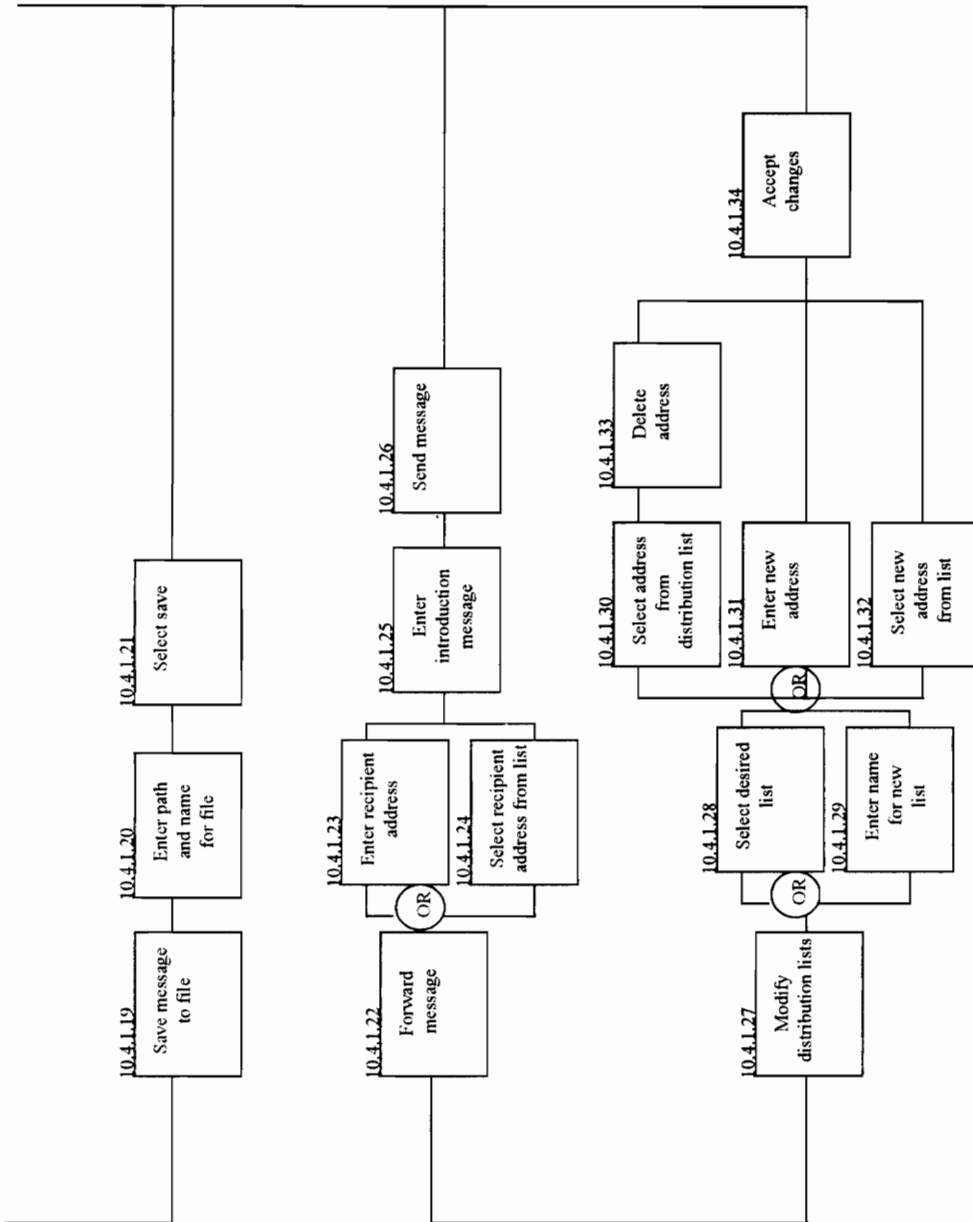 10.4.1.19
Save message
to file
10.4.1.20
Enter path
and name
for file
10.4.1.21
Select save
10.4.1.22
Forward
message
OR
10.4.1.23
Enter recipient
address
10.4.1.24
Select recipient
address from list
10.4.1.25
Enter
introduction
message
10.4.1.26
Send message
10.4.1.27
Modify
distribution lists
OR
10.4.1.28
Select desired
list
10.4.1.29
Enter name
for new
list
OR
10.4.1.30
Select address
from
distribution list
10.4.1.31
Enter new
address
10.4.1.32
Select new
address
from list
10.4.1.33
Delete
address
10.4.1.34
Accept
changes